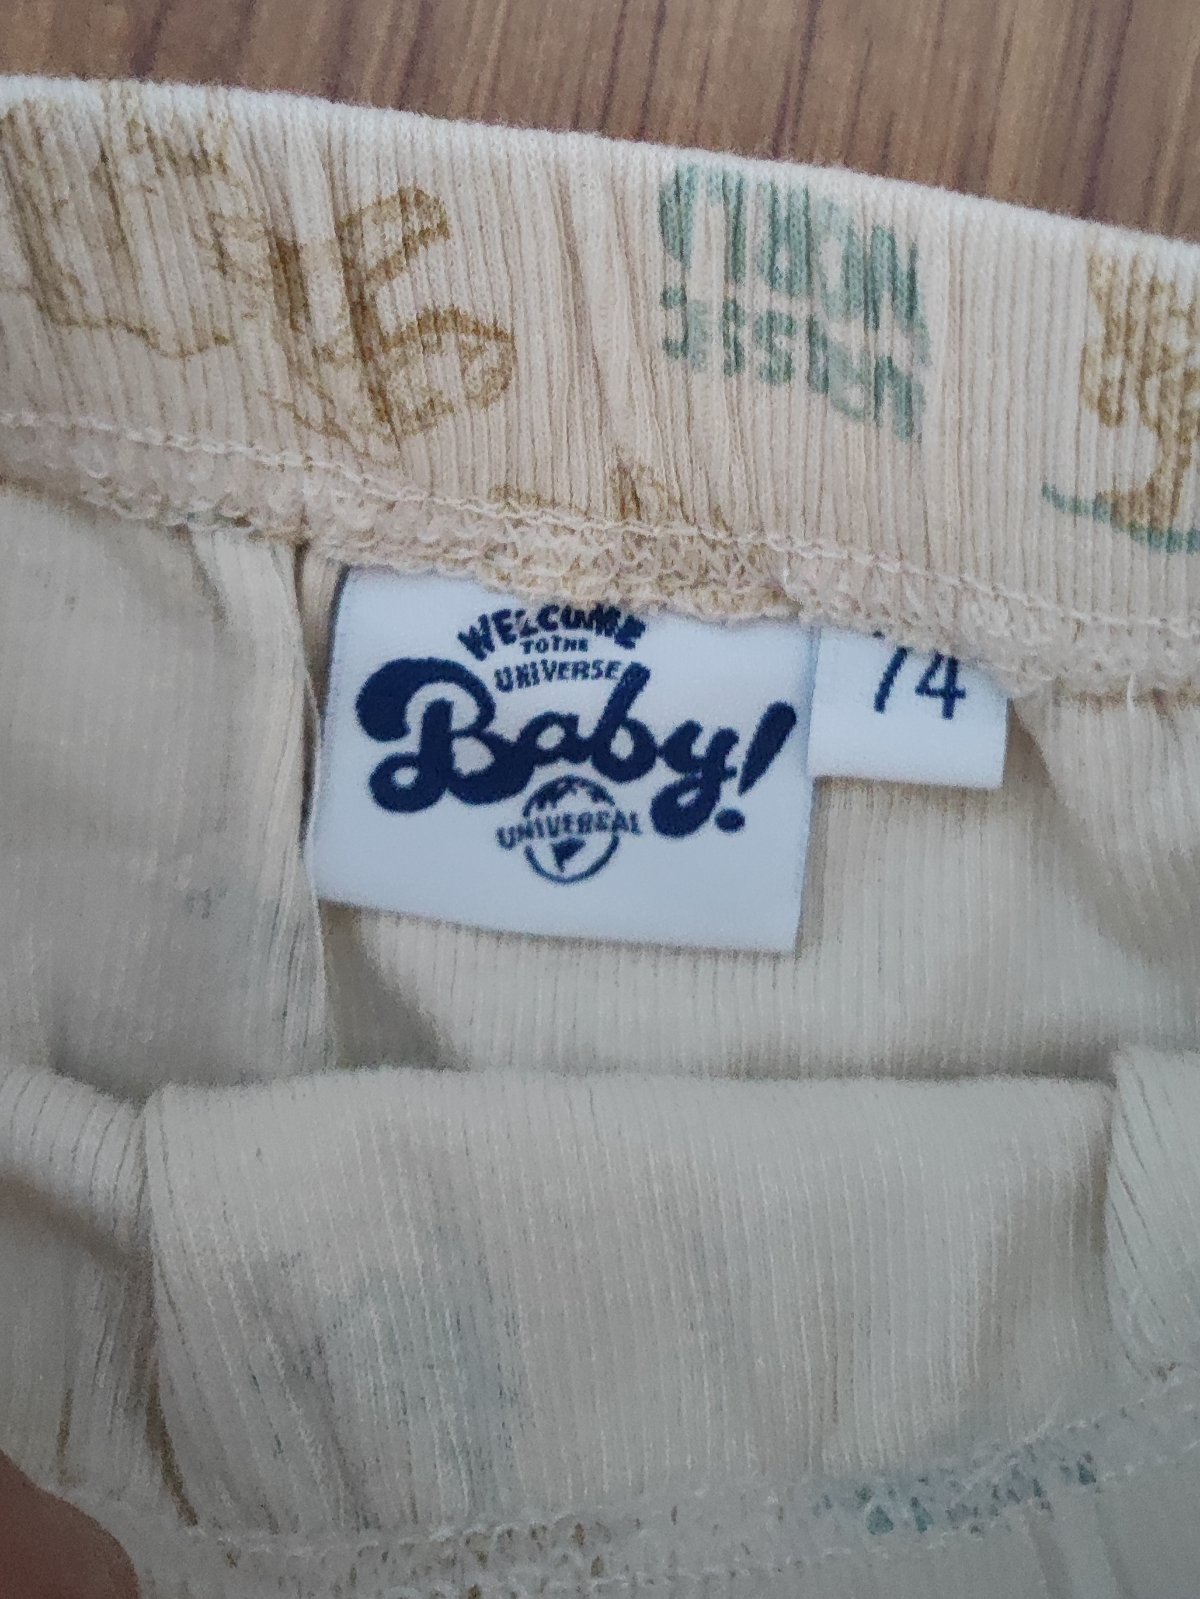 WELCOME
TO THE
UNIVERSE
Baby!
UNIVERSAL
74